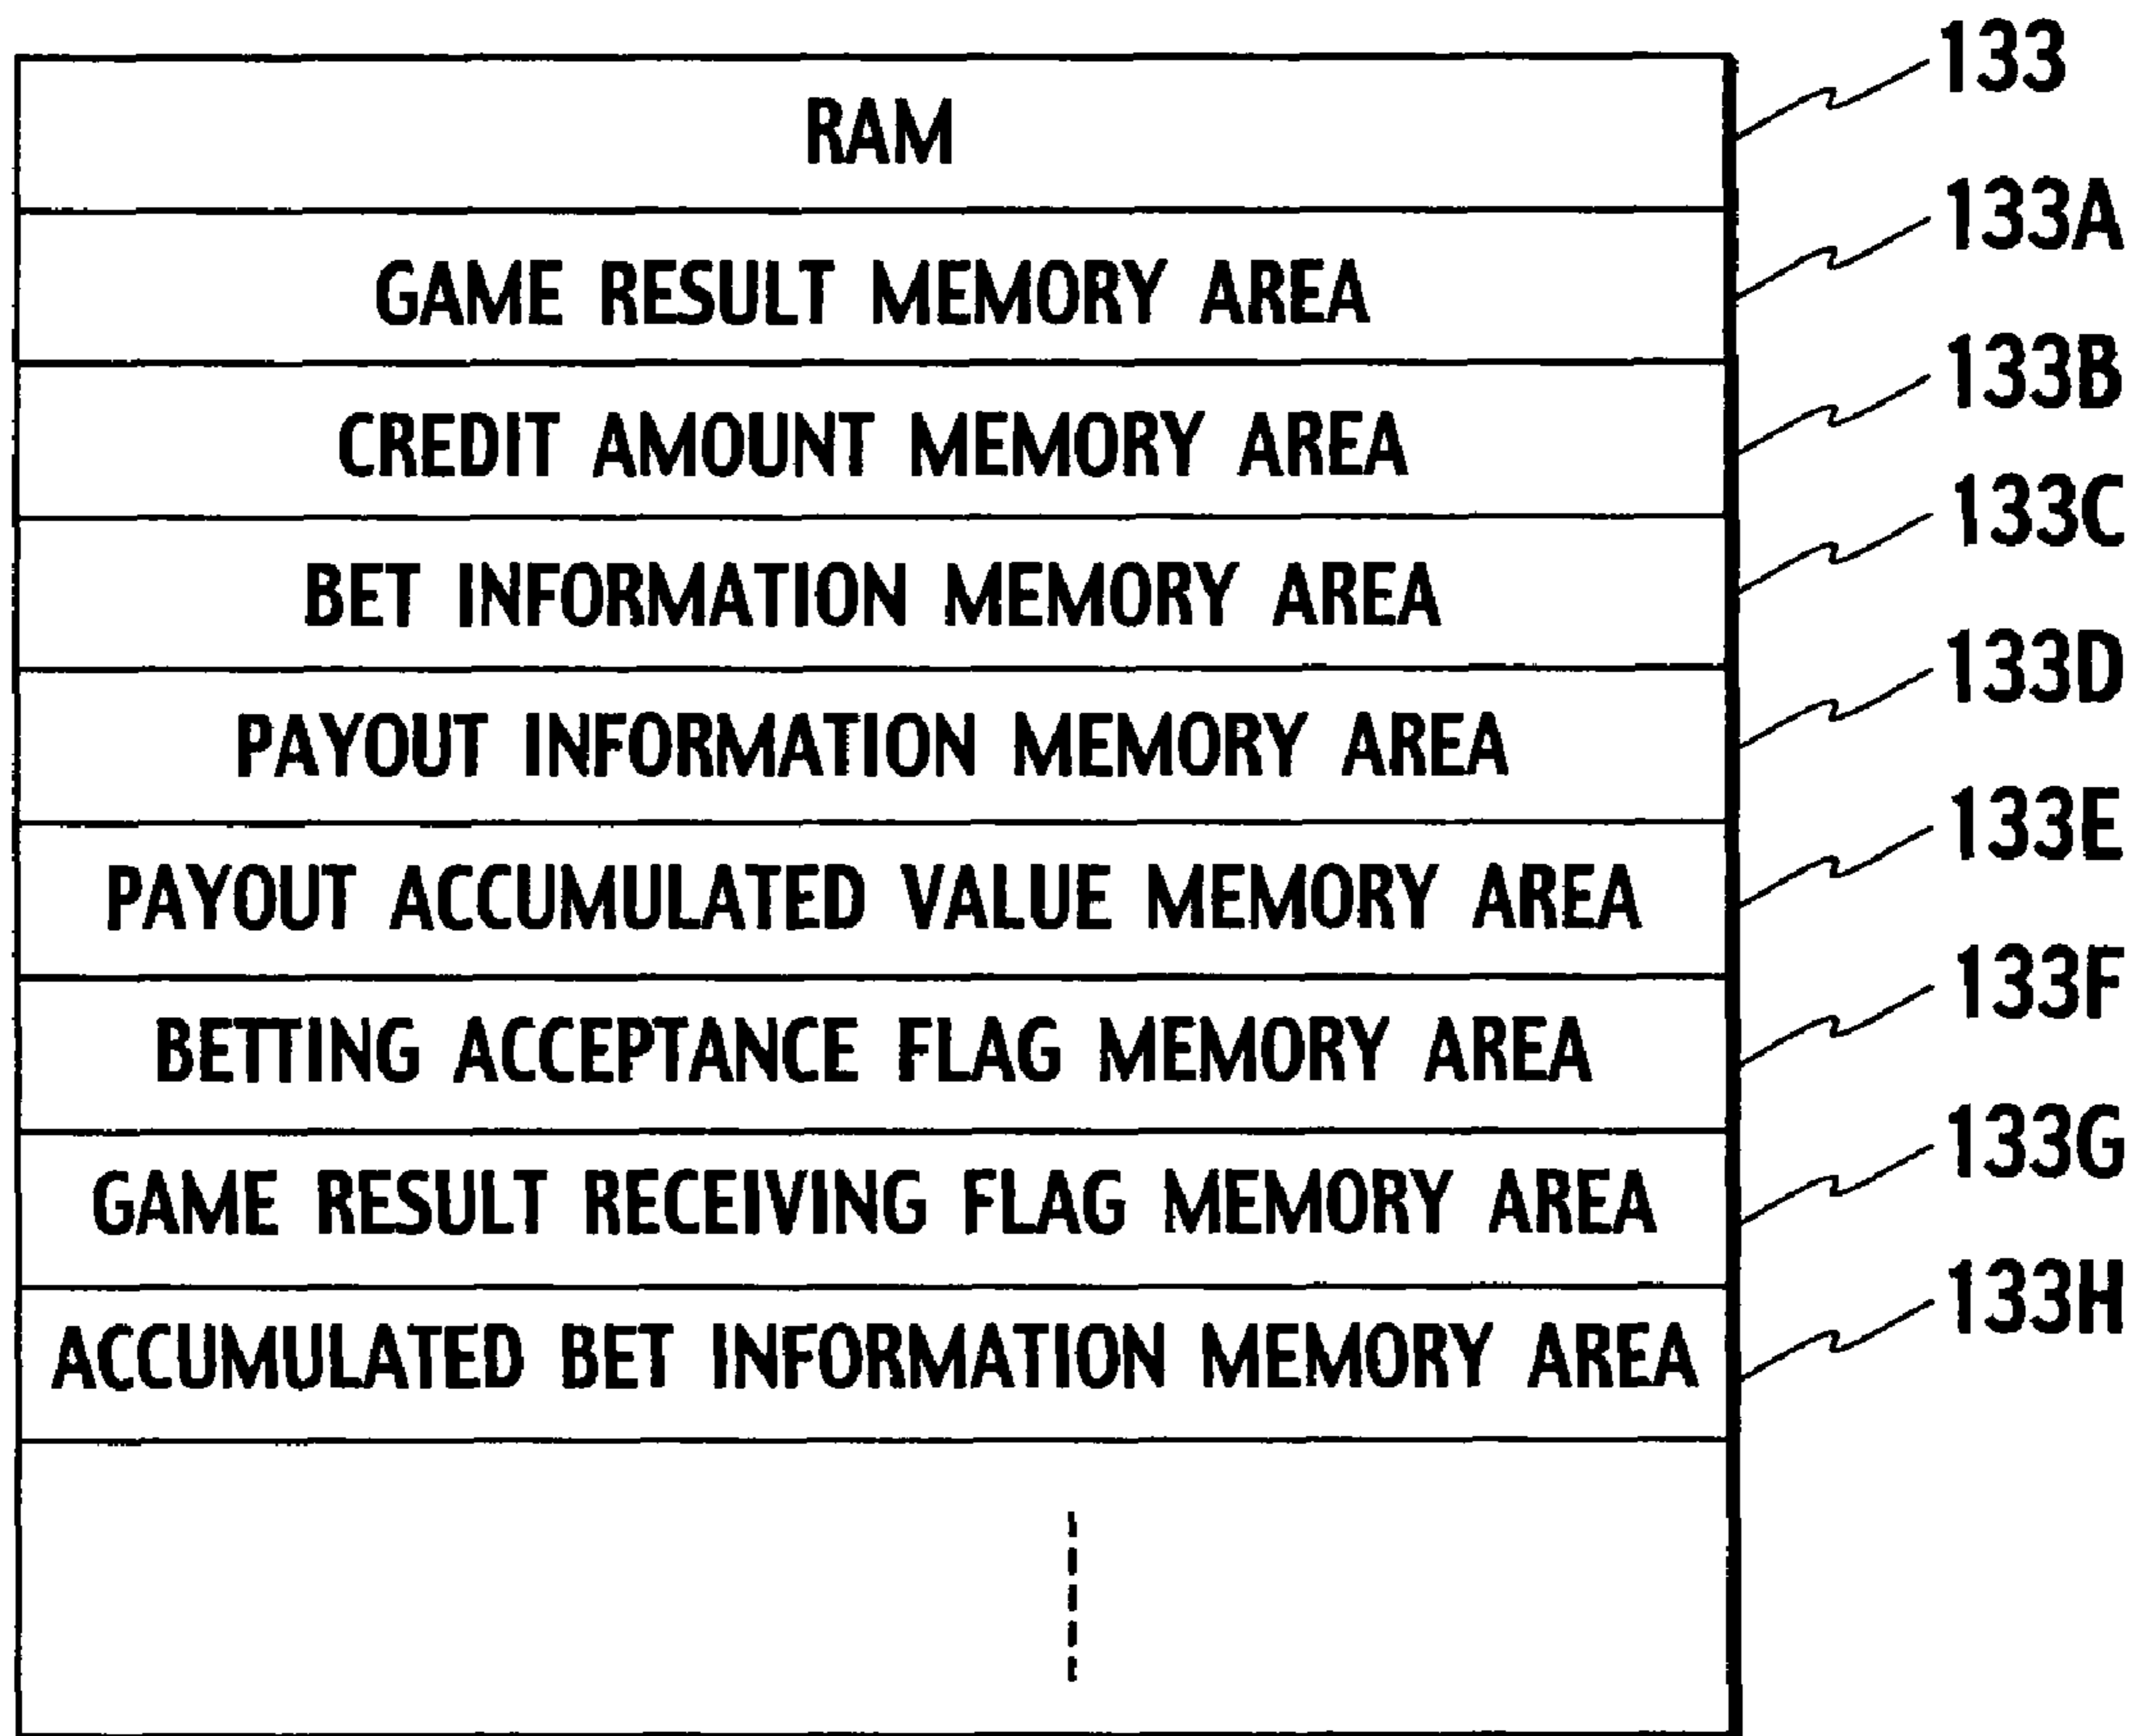 RAM 133
GAME RESULT MEMORY AREA 133A
CREDIT AMOUNT MEMORY AREA 133B
BET INFORMATION MEMORY AREA 133C
PAYOUT INFORMATION MEMORY AREA 133D
PAYOUT ACCUMULATED VALUE MEMORY AREA 133E
BETTING ACCEPTANCE FLAG MEMORY AREA 133F
GAME RESULT RECEIVING FLAG MEMORY AREA 133G
ACCUMULATED BET INFORMATION MEMORY AREA 133H